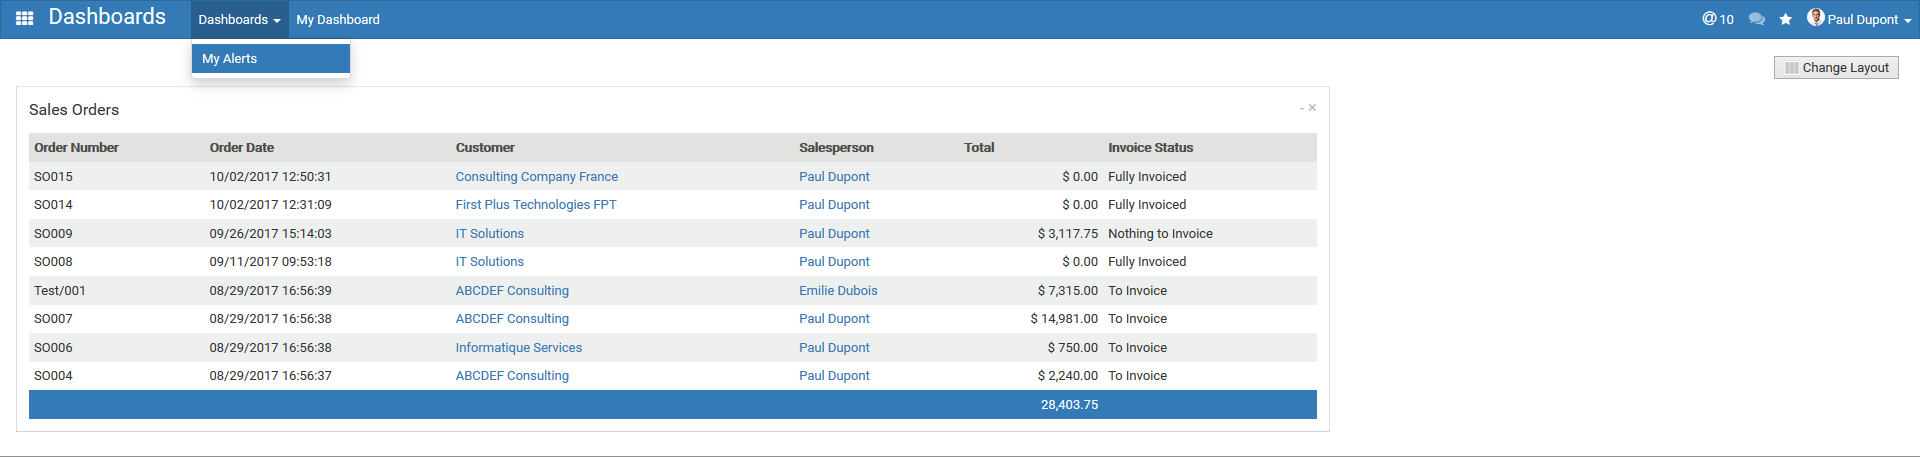 Dashboards Dashboards My Dashboard @10 Paul Dupont
My Alerts
Change Layout
Sales Orders - ×
Order Number Order Date Customer Salesperson Total Invoice Status
SO015 10/02/2017 12:50:31 Consulting Company France Paul Dupont $ 0.00 Fully Invoiced
SO014 10/02/2017 12:31:09 First Plus Technologies FPT Paul Dupont $ 0.00 Fully Invoiced
SO009 09/26/2017 15:14:03 IT Solutions Paul Dupont $ 3,117.75 Nothing to Invoice
SO008 09/11/2017 09:53:18 IT Solutions Paul Dupont $ 0.00 Fully Invoiced
Test/001 08/29/2017 16:56:39 ABCDEF Consulting Emilie Dubois $ 7,315.00 To Invoice
SO007 08/29/2017 16:56:38 ABCDEF Consulting Paul Dupont $ 14,981.00 To Invoice
SO006 08/29/2017 16:56:38 Informatique Services Paul Dupont $ 750.00 To Invoice
SO004 08/29/2017 16:56:37 ABCDEF Consulting Paul Dupont $ 2,240.00 To Invoice
28,403.75